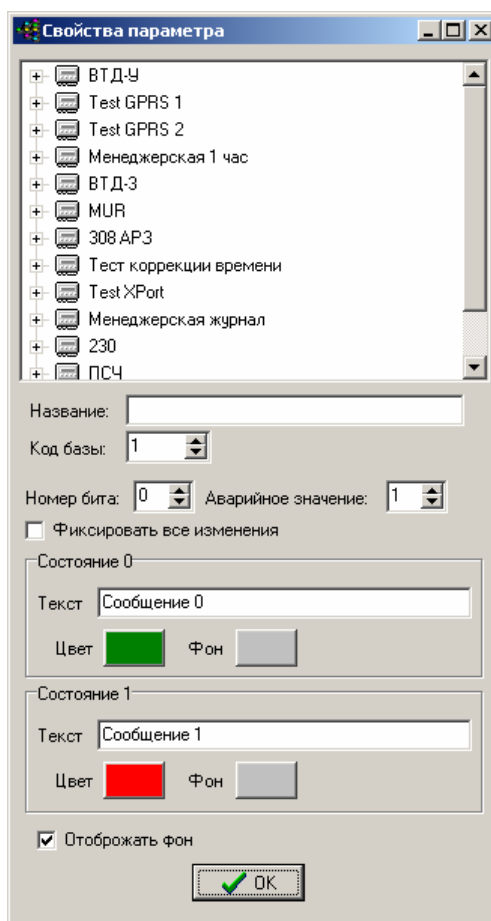 Свойства параметра
ВТД-У
Test GPRS 1
Test GPRS 2
Менеджерская 1 час
ВТД-3
MUR
308 АРЗ
Тест коррекции времени
Test XPort
Менеджерская журнал
230
ПСЧ
Название:
Код базы: 1
Номер бита: 0 Аварийное значение: 1
Фиксировать все изменения
Состояние 0
Текст Сообщение 0
Цвет Фон
Состояние 1
Текст Сообщение 1
Цвет Фон
Отоброжать фон
OK